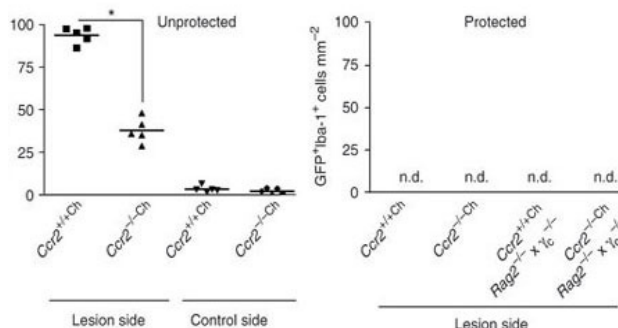 Unprotected
*
100
75
50
25
0
Ccr2+/+Ch
Ccr2−/−Ch
Ccr2+/+Ch
Ccr2−/−Ch
Lesion side
Control side
Protected
GFP+Iba-1+ cells mm−2
100
75
50
25
0
n.d.
n.d.
n.d.
n.d.
Ccr2+/+Ch
Ccr2−/−Ch
Ccr2+/+Ch
Rag2−/− x γc−/−
Ccr2−/−Ch
Rag2−/− x γc−/
Lesion side